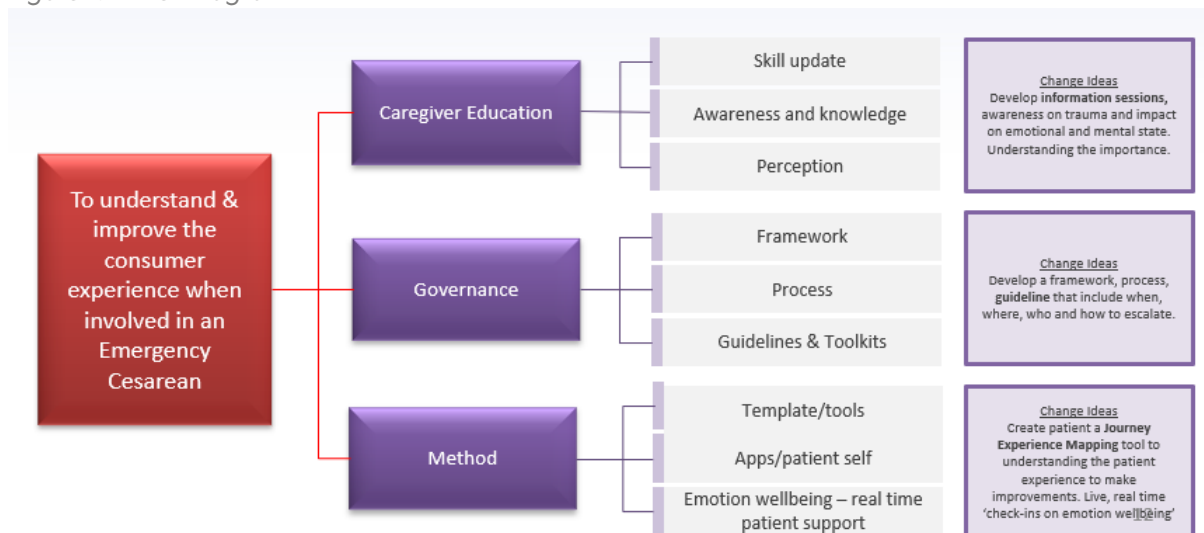 To understand &
improve the
consumer
experience when
involved in an
Emergency
Cesarean
Caregiver Education
Skill update
Awareness and knowledge
Perception
Change Ideas
Develop information sessions,
awareness on trauma and impact
on emotional and mental state.
Understanding the importance.
Governance
Framework
Process
Guidelines & Toolkits
Change Ideas
Develop a framework, process,
guideline that include when,
where, who and how to escalate.
Method
Template/tools
Apps/patient self
Emotion wellbeing – real time
patient support
Change Ideas
Create patient a Journey
Experience Mapping tool to
understanding the patient
experience to make
improvements. Live, real time
‘check-ins on emotion wellbeing’
12